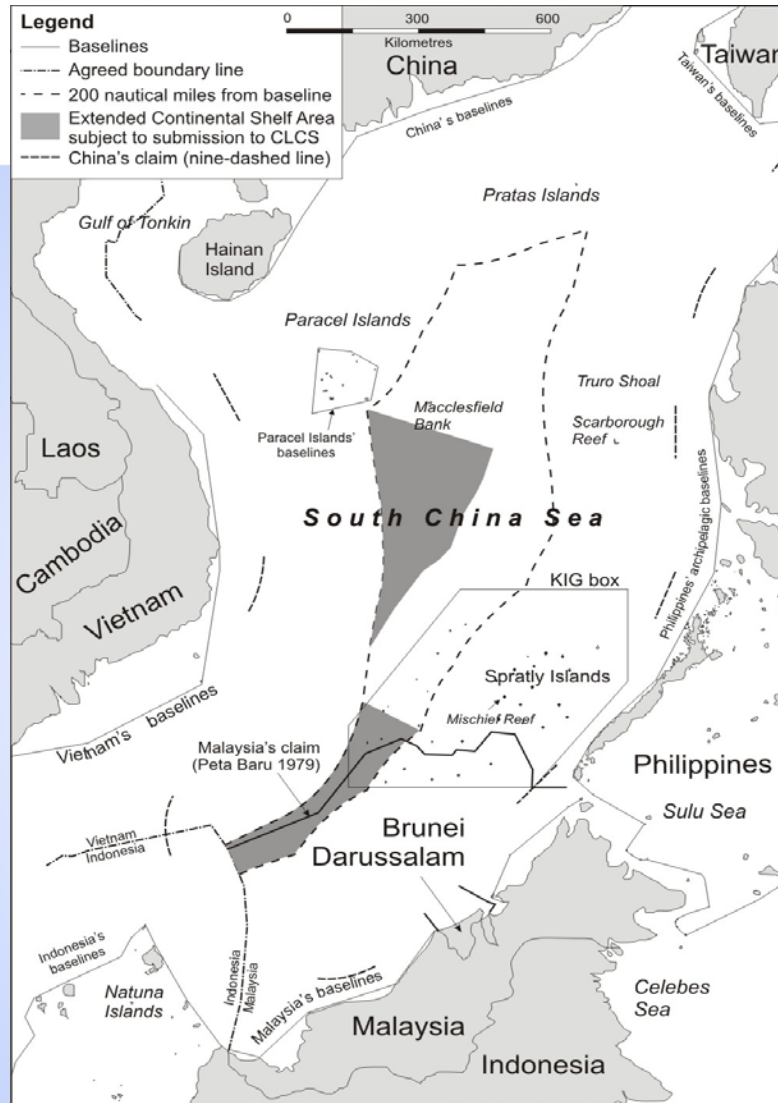 Legend
Baselines
Agreed boundary line
200 nautical miles from baseline
Extended Continental Shelf Area
subject to submission to CLCS
China's claim (nine-dashed line)
0 300 600
Kilometres
China
Taiwan
Taiwan's baselines
China's baselines
Pratas Islands
Gulf of Tonkin
Hainan
Island
Paracel Islands
Truro Shoal
Macclesfield
Bank
Scarborough
Reef
Paracel Islands'
baselines
Laos
South China Sea
Philippines' archipelagic baselines
Cambodia
Vietnam
KIG box
Spratly Islands
Mischief Reef
Vietnam's baselines
Malaysia's claim
(Peta Baru 1979)
Philippines
Sulu Sea
Brunei
Darussalam
Vietnam
Indonesia
Indonesia's
baselines
Natuna
Islands
Indonesia
Malaysia
Malaysia's baselines
Celebes
Sea
Malaysia
Indonesia